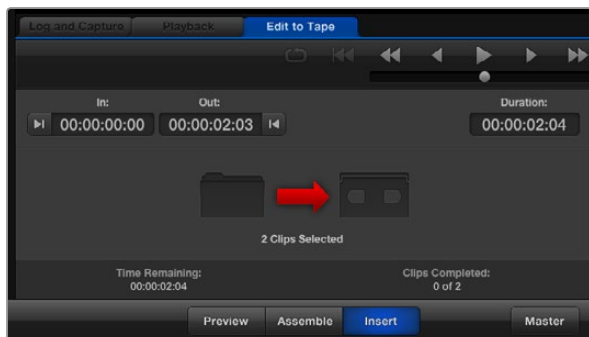 Log and Capture Playback Edit to Tape
In: Out: Duration:
00:00:00:00 00:00:02:03 00:00:02:04
2 Clips Selected
Time Remaining: Clips Completed:
00:00:02:04 0 of 2
Preview Assemble Insert Master